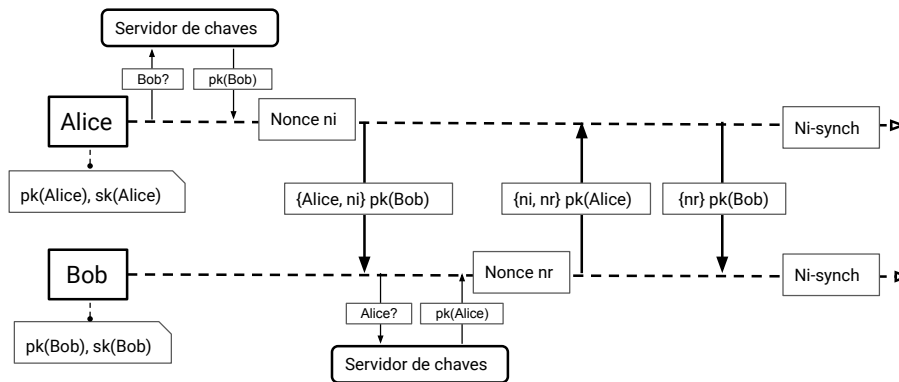 Servidor de chaves
Bob?
pk(Bob)
Alice
Nonce ni
Ni-synch
pk(Alice), sk(Alice)
{Alice, ni} pk(Bob)
{ni, nr} pk(Alice)
{nr} pk(Bob)
Bob
Nonce nr
Ni-synch
Alice?
pk(Alice)
pk(Bob), sk(Bob)
Servidor de chaves